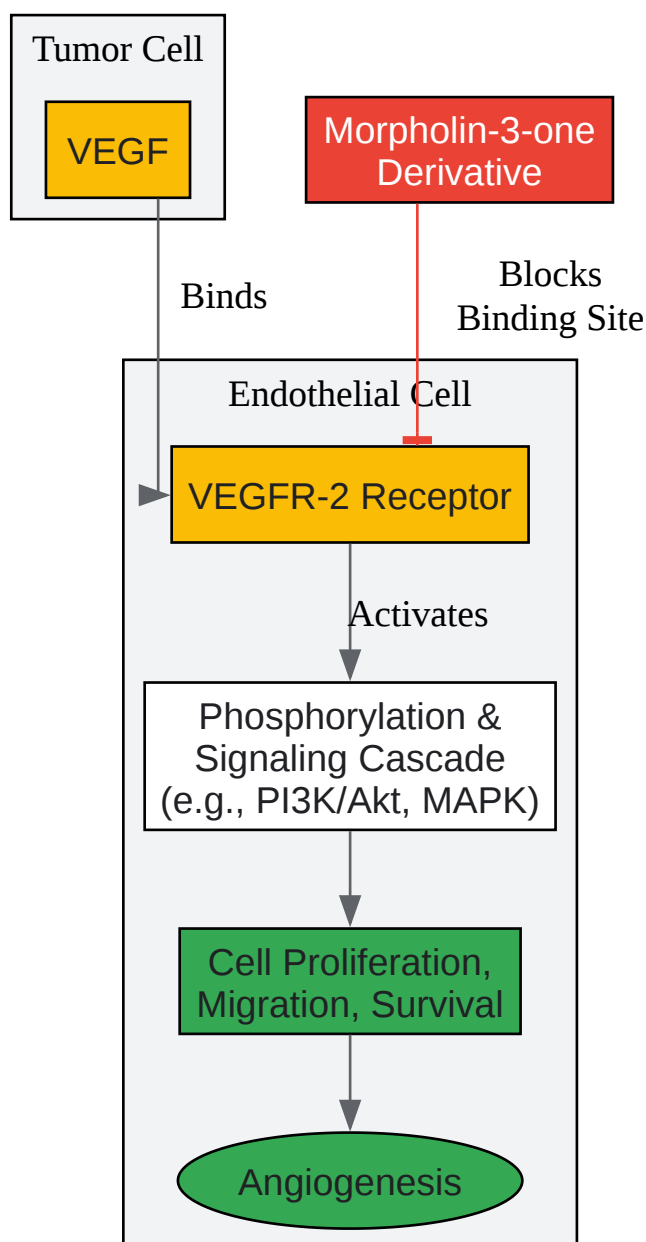 Tumor Cell
VEGF
Morpholin-3-one
Derivative
Binds
Blocks
Binding Site
Endothelial Cell
VEGFR-2 Receptor
Activates
Phosphorylation &
Signaling Cascade
(e.g., PI3K/Akt, MAPK)
Cell Proliferation,
Migration, Survival
Angiogenesis